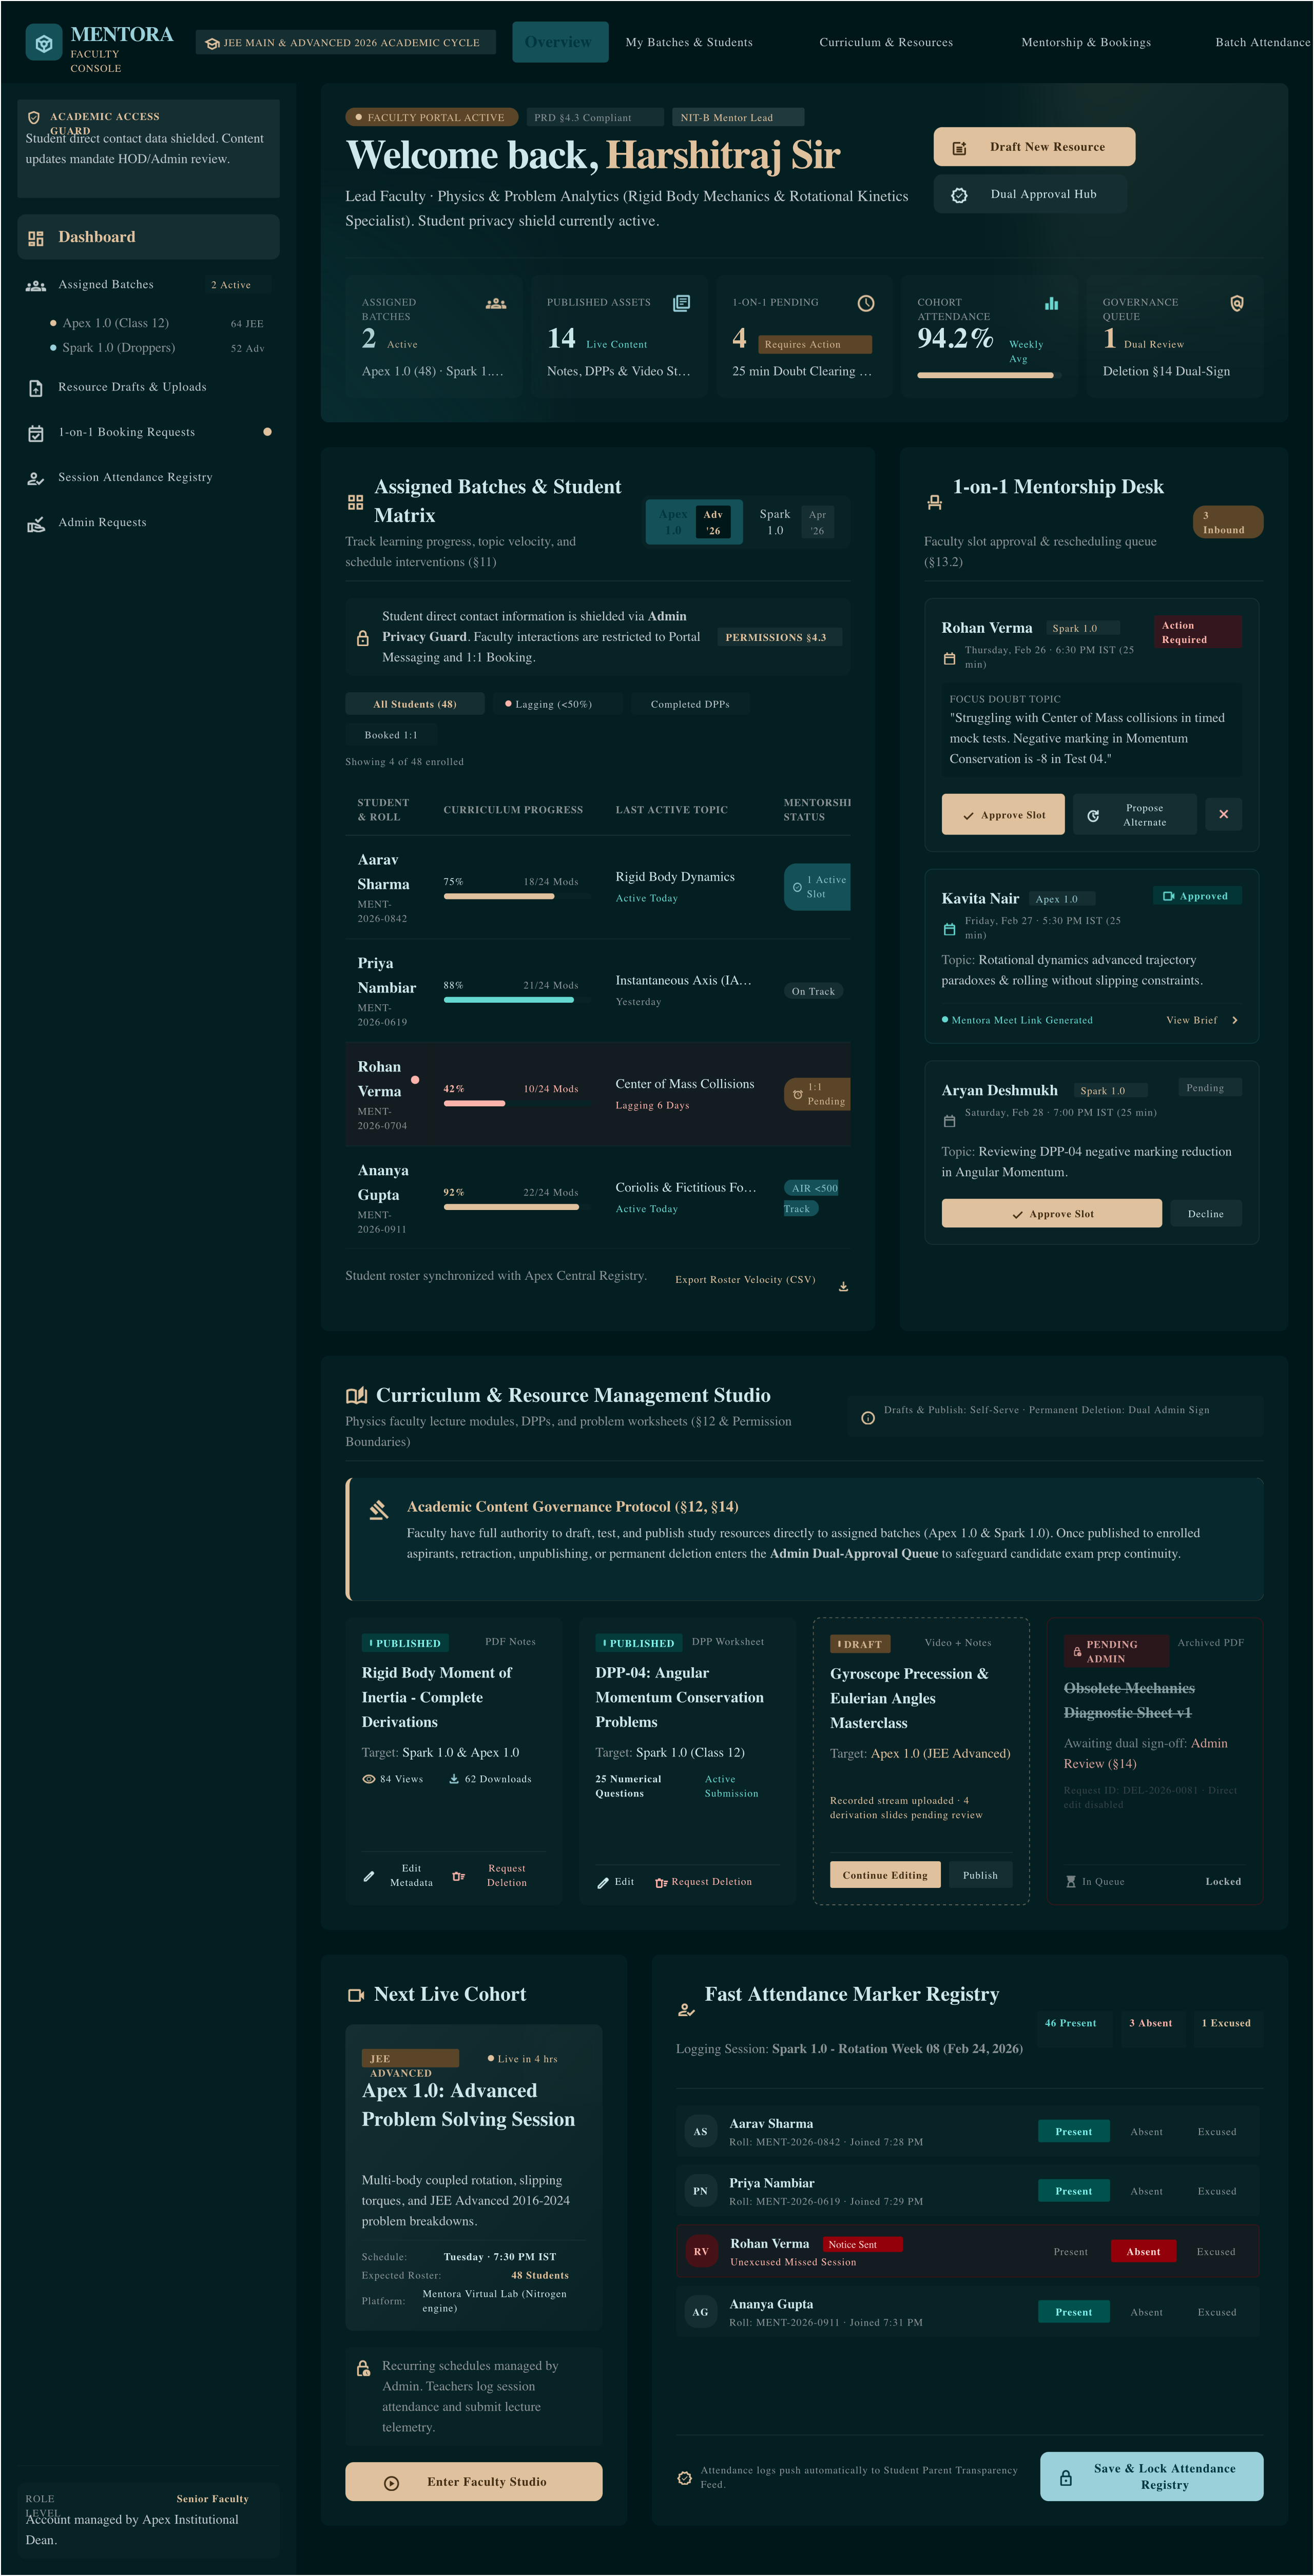 MENTORA
FACULTY
CONSOLE
JEE MAIN & ADVANCED 2026 ACADEMIC CYCLE
Overview
My Batches & Students
Curriculum & Resources
Mentorship & Bookings
Batch Attendance
ACADEMIC ACCESS
GUARD
Student direct contact data shielded. Content
updates mandate HOD/Admin review.
Dashboard
Assigned Batches
2 Active
Apex 1.0 (Class 12)
64 JEE
Spark 1.0 (Droppers)
52 Adv
Resource Drafts & Uploads
1-on-1 Booking Requests
Session Attendance Registry
Admin Requests
ROLE
LEVEL
Senior Faculty
Account managed by Apex Institutional
Dean.
FACULTY PORTAL ACTIVE
PRD §4.3 Compliant
NIT-B Mentor Lead
Welcome back, Harshitraj Sir
Lead Faculty · Physics & Problem Analytics (Rigid Body Mechanics & Rotational Kinetics
Specialist). Student privacy shield currently active.
Draft New Resource
Dual Approval Hub
ASSIGNED
BATCHES
2 Active
Apex 1.0 (48) · Spark 1....
PUBLISHED ASSETS
14 Live Content
Notes, DPPs & Video St...
1-ON-1 PENDING
4 Requires Action
25 min Doubt Clearing ...
COHORT
ATTENDANCE
94.2% Weekly
Avg
GOVERNANCE
QUEUE
1 Dual Review
Deletion §14 Dual-Sign
Assigned Batches & Student
Matrix
Track learning progress, topic velocity, and
schedule interventions (§11)
Apex
1.0
Adv
'26
Spark
1.0
Apr
'26
Student direct contact information is shielded via Admin
Privacy Guard. Faculty interactions are restricted to Portal
Messaging and 1:1 Booking.
PERMISSIONS §4.3
All Students (48)
Lagging (<50%)
Completed DPPs
Booked 1:1
Showing 4 of 48 enrolled
STUDENT
& ROLL
CURRICULUM PROGRESS
LAST ACTIVE TOPIC
MENTORSHI
STATUS
Aarav
Sharma
MENT-
2026-0842
75%
18/24 Mods
Rigid Body Dynamics
Active Today
1 Active
Slot
Priya
Nambiar
MENT-
2026-0619
88%
21/24 Mods
Instantaneous Axis (IA...
Yesterday
On Track
Rohan
Verma
MENT-
2026-0704
42%
10/24 Mods
Center of Mass Collisions
Lagging 6 Days
1:1
Pending
Ananya
Gupta
MENT-
2026-0911
92%
22/24 Mods
Coriolis & Fictitious Fo...
Active Today
AIR <500
Track
Student roster synchronized with Apex Central Registry.
Export Roster Velocity (CSV)
1-on-1 Mentorship Desk
Faculty slot approval & rescheduling queue
(§13.2)
3
Inbound
Rohan Verma
Spark 1.0
Action
Required
Thursday, Feb 26 · 6:30 PM IST (25
min)
FOCUS DOUBT TOPIC
"Struggling with Center of Mass collisions in timed
mock tests. Negative marking in Momentum
Conservation is -8 in Test 04."
Approve Slot
Propose
Alternate
Kavita Nair
Apex 1.0
Approved
Friday, Feb 27 · 5:30 PM IST (25
min)
Topic: Rotational dynamics advanced trajectory
paradoxes & rolling without slipping constraints.
Mentora Meet Link Generated
View Brief
Aryan Deshmukh
Spark 1.0
Pending
Saturday, Feb 28 · 7:00 PM IST (25 min)
Topic: Reviewing DPP-04 negative marking reduction
in Angular Momentum.
Approve Slot
Decline
Curriculum & Resource Management Studio
Physics faculty lecture modules, DPPs, and problem worksheets (§12 & Permission
Boundaries)
Drafts & Publish: Self-Serve · Permanent Deletion: Dual Admin Sign
Academic Content Governance Protocol (§12, §14)
Faculty have full authority to draft, test, and publish study resources directly to assigned batches (Apex 1.0 & Spark 1.0). Once published to enrolled
aspirants, retraction, unpublishing, or permanent deletion enters the Admin Dual-Approval Queue to safeguard candidate exam prep continuity.
PUBLISHED
PDF Notes
Rigid Body Moment of
Inertia - Complete
Derivations
Target: Spark 1.0 & Apex 1.0
84 Views
62 Downloads
Edit
Metadata
Request
Deletion
PUBLISHED
DPP Worksheet
DPP-04: Angular
Momentum Conservation
Problems
Target: Spark 1.0 (Class 12)
25 Numerical
Questions
Active
Submission
Edit
Request Deletion
DRAFT
Video + Notes
Gyroscope Precession &
Eulerian Angles
Masterclass
Target: Apex 1.0 (JEE Advanced)
Recorded stream uploaded · 4
derivation slides pending review
Continue Editing
Publish
PENDING
ADMIN
Archived PDF
Obsolete Mechanics
Diagnostic Sheet v1
Awaiting dual sign-off: Admin
Review (§14)
Request ID: DEL-2026-0081 · Direct
edit disabled
In Queue
Locked
Next Live Cohort
JEE
ADVANCED
Live in 4 hrs
Apex 1.0: Advanced
Problem Solving Session
Multi-body coupled rotation, slipping
torques, and JEE Advanced 2016-2024
problem breakdowns.
Schedule:
Tuesday · 7:30 PM IST
Expected Roster:
48 Students
Platform:
Mentora Virtual Lab (Nitrogen
engine)
Recurring schedules managed by
Admin. Teachers log session
attendance and submit lecture
telemetry.
Enter Faculty Studio
Fast Attendance Marker Registry
Logging Session: Spark 1.0 - Rotation Week 08 (Feb 24, 2026)
46 Present
3 Absent
1 Excused
AS
Aarav Sharma
Roll: MENT-2026-0842 · Joined 7:28 PM
Present
Absent
Excused
PN
Priya Nambiar
Roll: MENT-2026-0619 · Joined 7:29 PM
Present
Absent
Excused
RV
Rohan Verma
Notice Sent
Unexcused Missed Session
Present
Absent
Excused
AG
Ananya Gupta
Roll: MENT-2026-0911 · Joined 7:31 PM
Present
Absent
Excused
Attendance logs push automatically to Student Parent Transparency
Feed.
Save & Lock Attendance
Registry